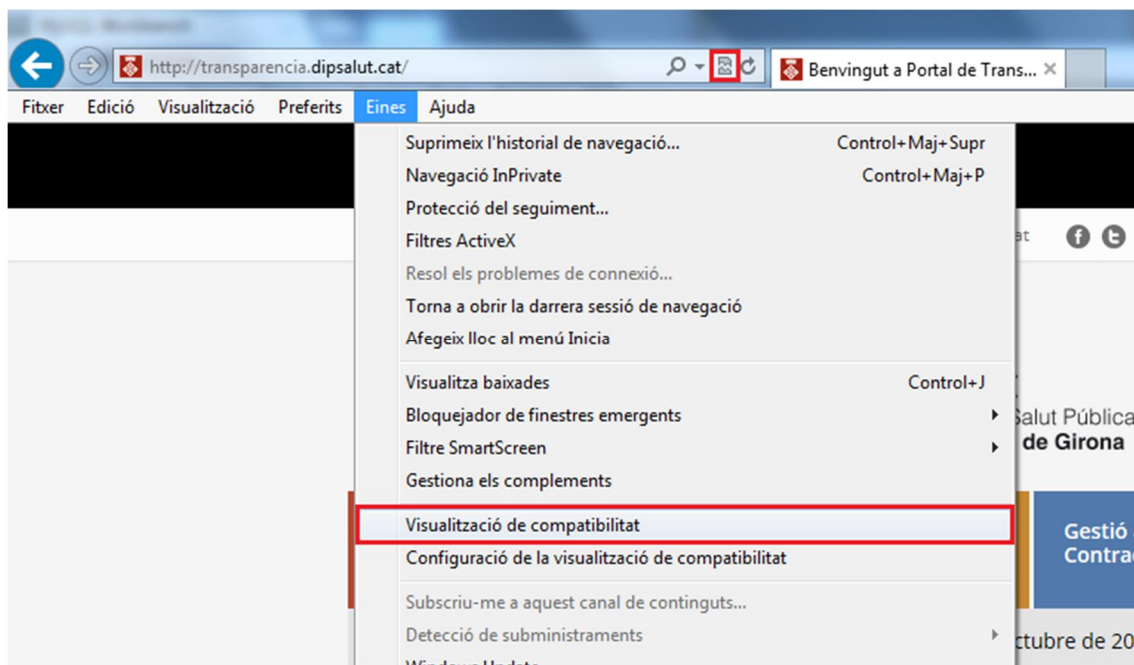 http://transparencia.dipsalut.cat/
Benvingut a Portal de Trans...
Fitxer Edició Visualització Preferits Eines Ajuda
Suprimeix l'historial de navegació... Control+Maj+Supr
Navegació InPrivate Control+Maj+P
Protecció del seguiment...
Filtres ActiveX
at
Resol els problemes de connexió...
Torna a obrir la darrera sessió de navegació
Afegeix lloc al menú Inicia
Visualitza baixades Control+J
Bloquejador de finestres emergents
Salut Pública
Filtre SmartScreen
de Girona
Gestiona els complements
Visualització de compatibilitat
Gestió
Configuració de la visualització de compatibilitat
Contra
Subscriu-me a aquest canal de continguts...
Detecció de subministraments
ctubre de 20
Windows Update